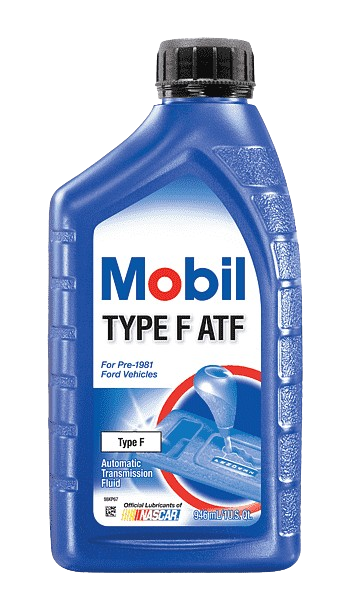 Mobil
TYPE F ATF
For Pre-1981
Ford Vehicles
Type F
Automatic
Transmission
Fluid
Official Lubricants of
NASCAR
946 mL/1 U.S. QT.